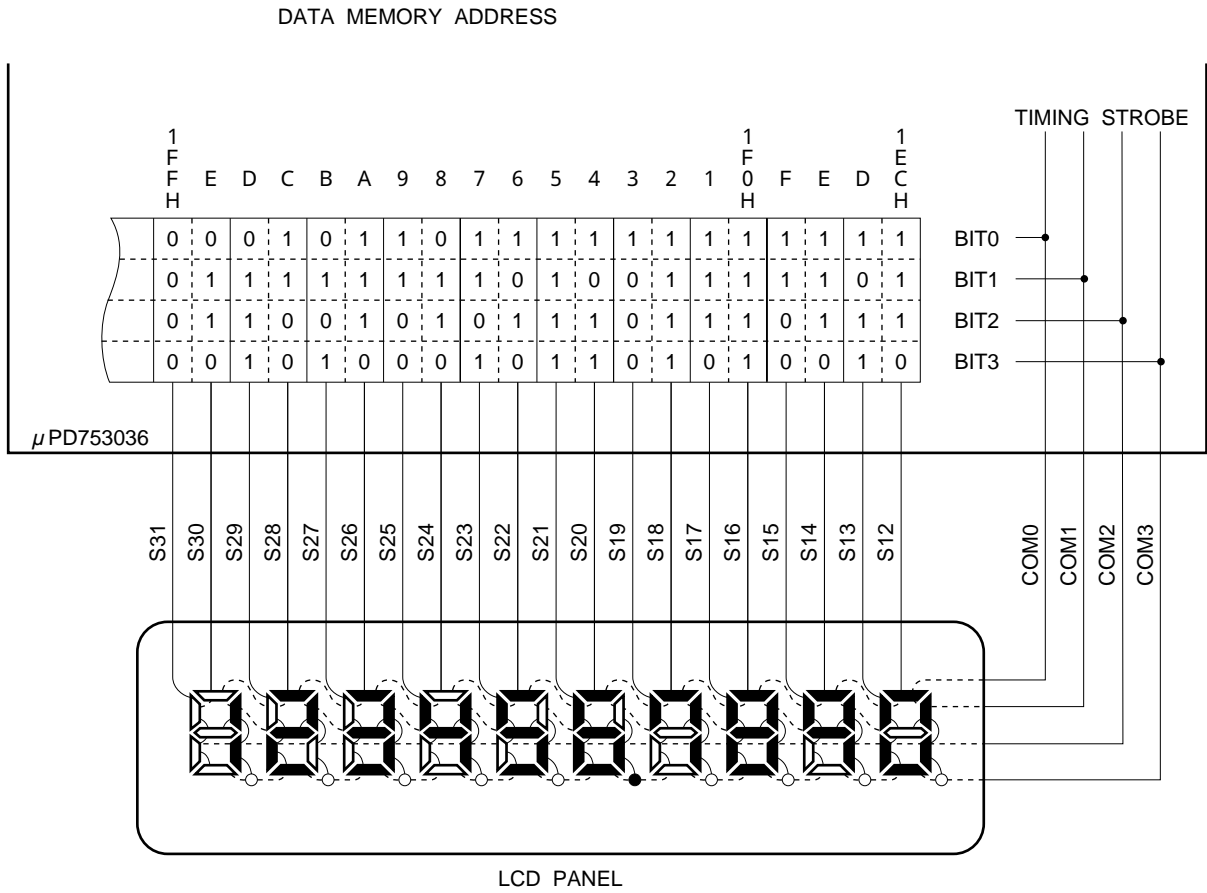 DATA MEMORY ADDRESS
TIMING STROBE
1FFH E D C B A 9 8 7 6 5 4 3 2 1 1F0H F E D 1ECH
0 0 0 1 0 1 1 0 1 1 1 1 1 1 1 1 1 1 1 1 BIT0
0 1 1 1 1 1 1 1 1 0 1 0 0 1 1 1 1 1 0 1 BIT1
0 1 1 0 0 1 0 1 0 1 1 1 0 1 1 1 0 1 1 1 BIT2
0 0 1 0 1 0 0 0 1 0 1 1 0 1 0 1 0 0 1 0 BIT3
μPD753036
S31 S30 S29 S28 S27 S26 S25 S24 S23 S22 S21 S20 S19 S18 S17 S16 S15 S14 S13 S12 COM0 COM1 COM2 COM3
LCD PANEL